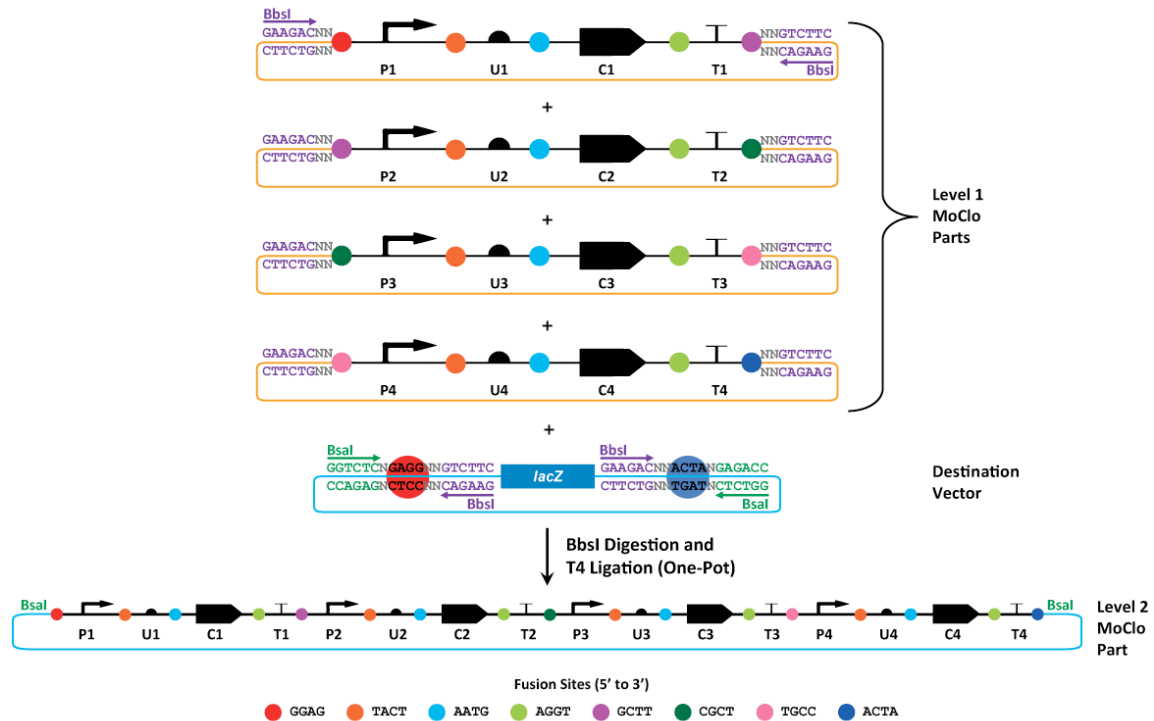 BbsI
GAAGACNN NNGTCTTC
CTTCTGNN NNCAGAAG
P1 U1 C1 T1 BbsI
+
GAAGACNN NNGTCTTC
CTTCTGNN NNCAGAAG
P2 U2 C2 T2
+
Level 1
MoClo
Parts
GAAGACNN NNGTCTTC
CTTCTGNN NNCAGAAG
P3 U3 C3 T3
+
GAAGACNN NNGTCTTC
CTTCTGNN NNCAGAAG
P4 U4 C4 T4
+
BsaI BbsI
GGTCTCNGAGGNNGTCTTC GAAGACNNACTANGAGACC
lacZ
CCAGAGNCTCCNNCAGAAG CTTCTGNNTGATNCTCTGG
BbsI BsaI
Destination
Vector
BbsI Digestion and
T4 Ligation (One-Pot)
BsaI BsaI
P1 U1 C1 T1 P2 U2 C2 T2 P3 U3 C3 T3 P4 U4 C4 T4
Level 2
MoClo
Part
Fusion Sites (5’ to 3’)
GGAG TACT AATG AGGT GCTT CGCT TGCC ACTA